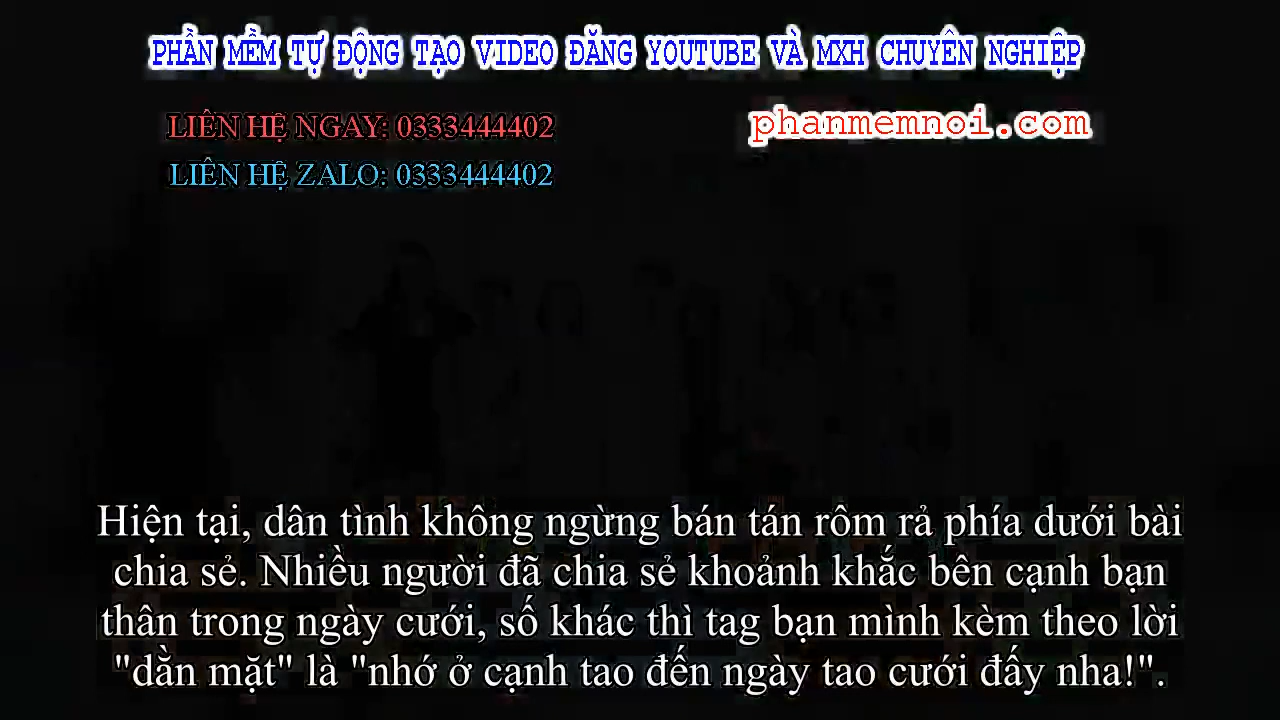 PHẦN MỀM TỰ ĐỘNG TẠO VIDEO ĐĂNG YOUTUBE VÀ MXH CHUYÊN NGHIỆP
LIÊN HỆ NGAY: 0333444402
phanmemnoi.com
LIÊN HỆ ZALO: 0333444402
Hiện tại, dân tình không ngừng bán tán rôm rả phía dưới bài
chia sẻ. Nhiều người đã chia sẻ khoảnh khắc bên cạnh bạn
thân trong ngày cưới, số khác thì tag bạn mình kèm theo lời
"dằn mặt" là "nhớ ở cạnh tao đến ngày tao cưới đấy nha!".